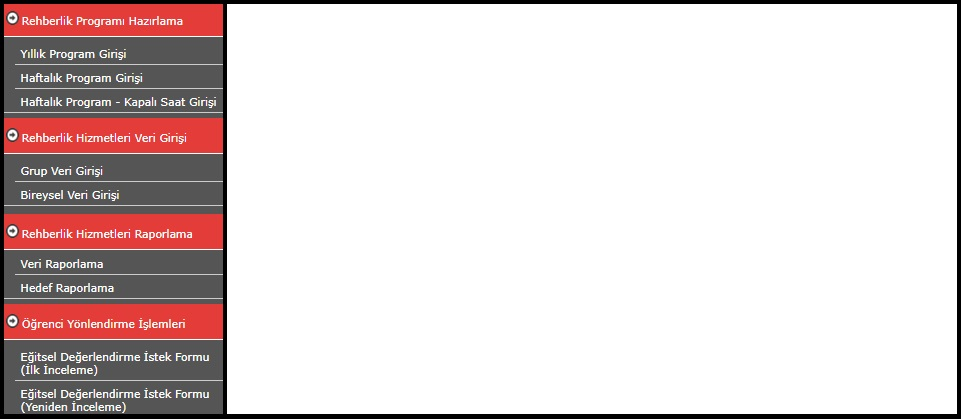 Rehberlik Programı Hazırlama
Yıllık Program Girişi
Haftalık Program Girişi
Haftalık Program - Kapalı Saat Girişi
Rehberlik Hizmetleri Veri Girişi
Grup Veri Girişi
Bireysel Veri Girişi
Rehberlik Hizmetleri Raporlama
Veri Raporlama
Hedef Raporlama
Öğrenci Yönlendirme İşlemleri
Eğitsel Değerlendirme İstek Formu
(İlk İnceleme)
Eğitsel Değerlendirme İstek Formu
(Yeniden İnceleme)